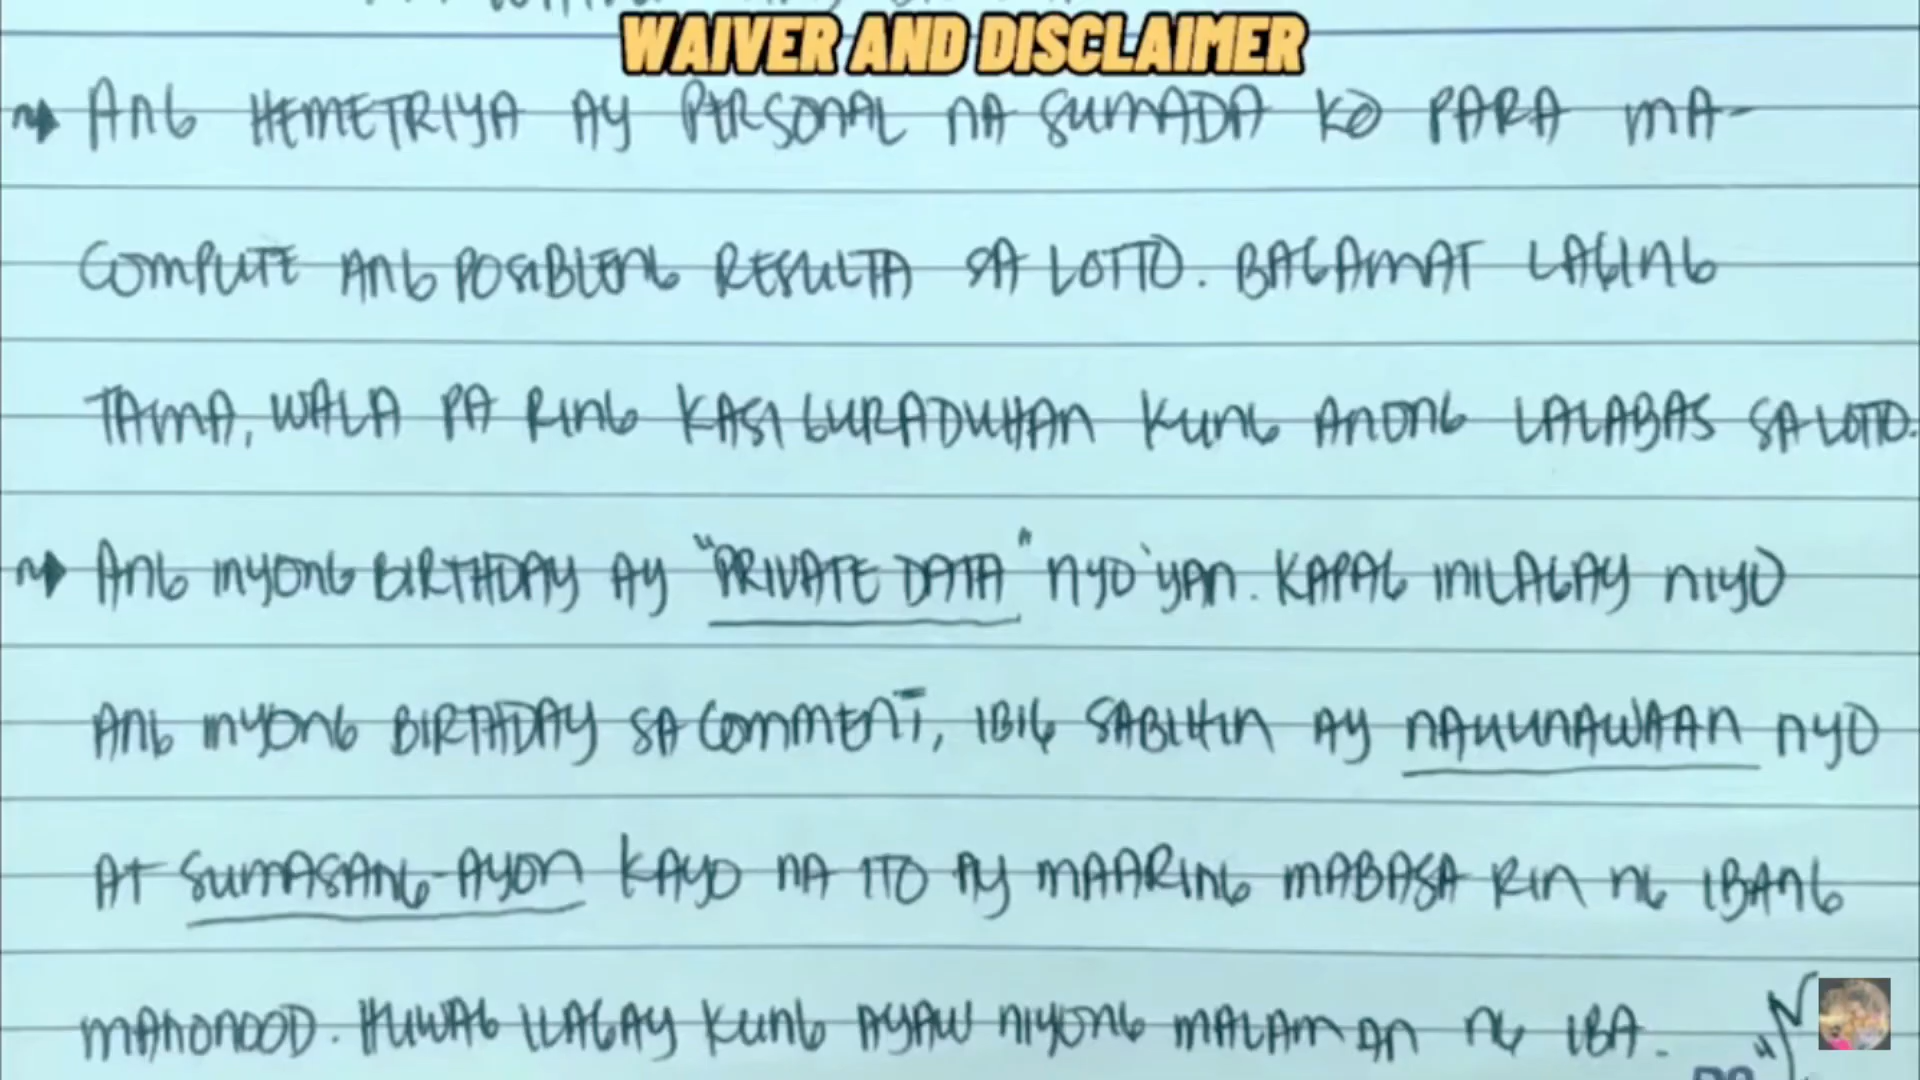 WAIVER AND DISCLAIMER
ANG HEMETRIYA AY PERSONAL NA SUMADA KO PARA MA-
COMPUTE ANG POSIBLENG RESULTA SA LOTTO. BAGAMAT LAGING
TAMA, WALA PA RING KASIGURADUHAN KUNG ANONG LALABAS SA LOTTO.
ANG INYONG BIRTHDAY AY "PRIVATE DATA" NYO 'YAN. KAPAG INILAGAY NIYO
ANG INYONG BIRTHDAY SA COMMENT, IBIG SABIHIN AY NAUUNAWAAN NYO
AT SUMASANG-AYON KAYO NA ITO AY MAARING MABASA RIN NG IBANG
MANONOOD. HUWAG ILAGAY KUNG AYAW NIYONG MALAMAN NG IBA.